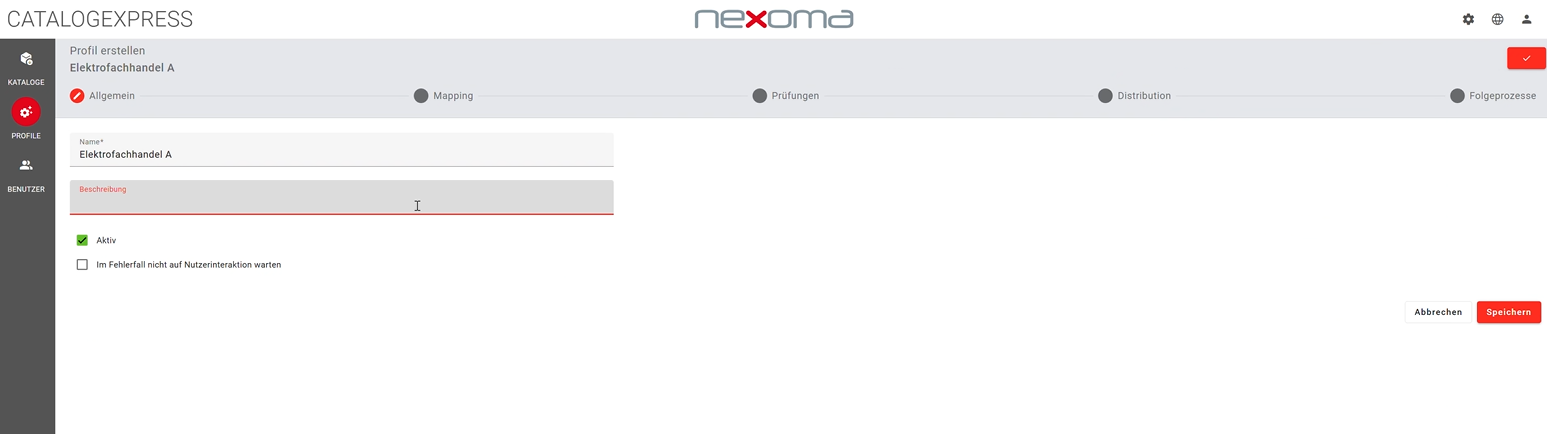 CATALOGEXPRESS
nexoma
KATALOGE
PROFILE
BENUTZER
Profil erstellen
Elektrofachhandel A
Allgemein
Mapping
Prüfungen
Distribution
Folgeprozesse
Name*
Elektrofachhandel A
Beschreibung
Aktiv
Im Fehlerfall nicht auf Nutzerinteraktion warten
Abbrechen
Speichern